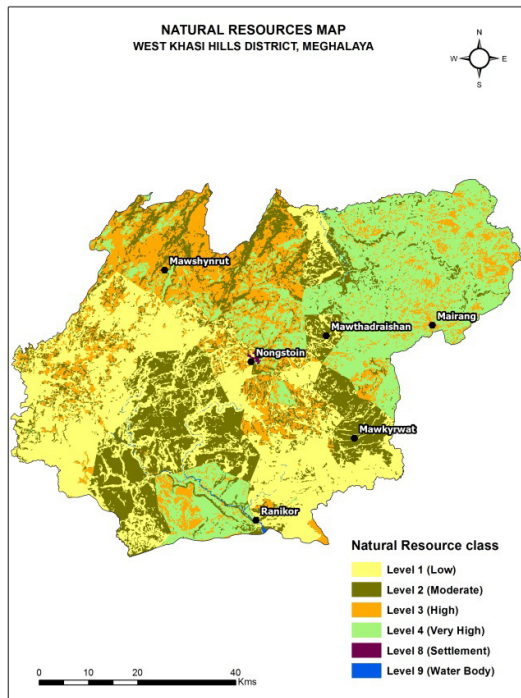 NATURAL RESOURCES MAP
WEST KHASI HILLS DISTRICT, MEGHALAYA
N
W E
S
Mawshynrut
Mairang
Mawthadraishan
Nongstoin
Mawkyrwat
Ranikor
Natural Resource class
Level 1 (Low)
Level 2 (Moderate)
Level 3 (High)
Level 4 (Very High)
Level 8 (Settlement)
Level 9 (Water Body)
0 10 20 40
Kms